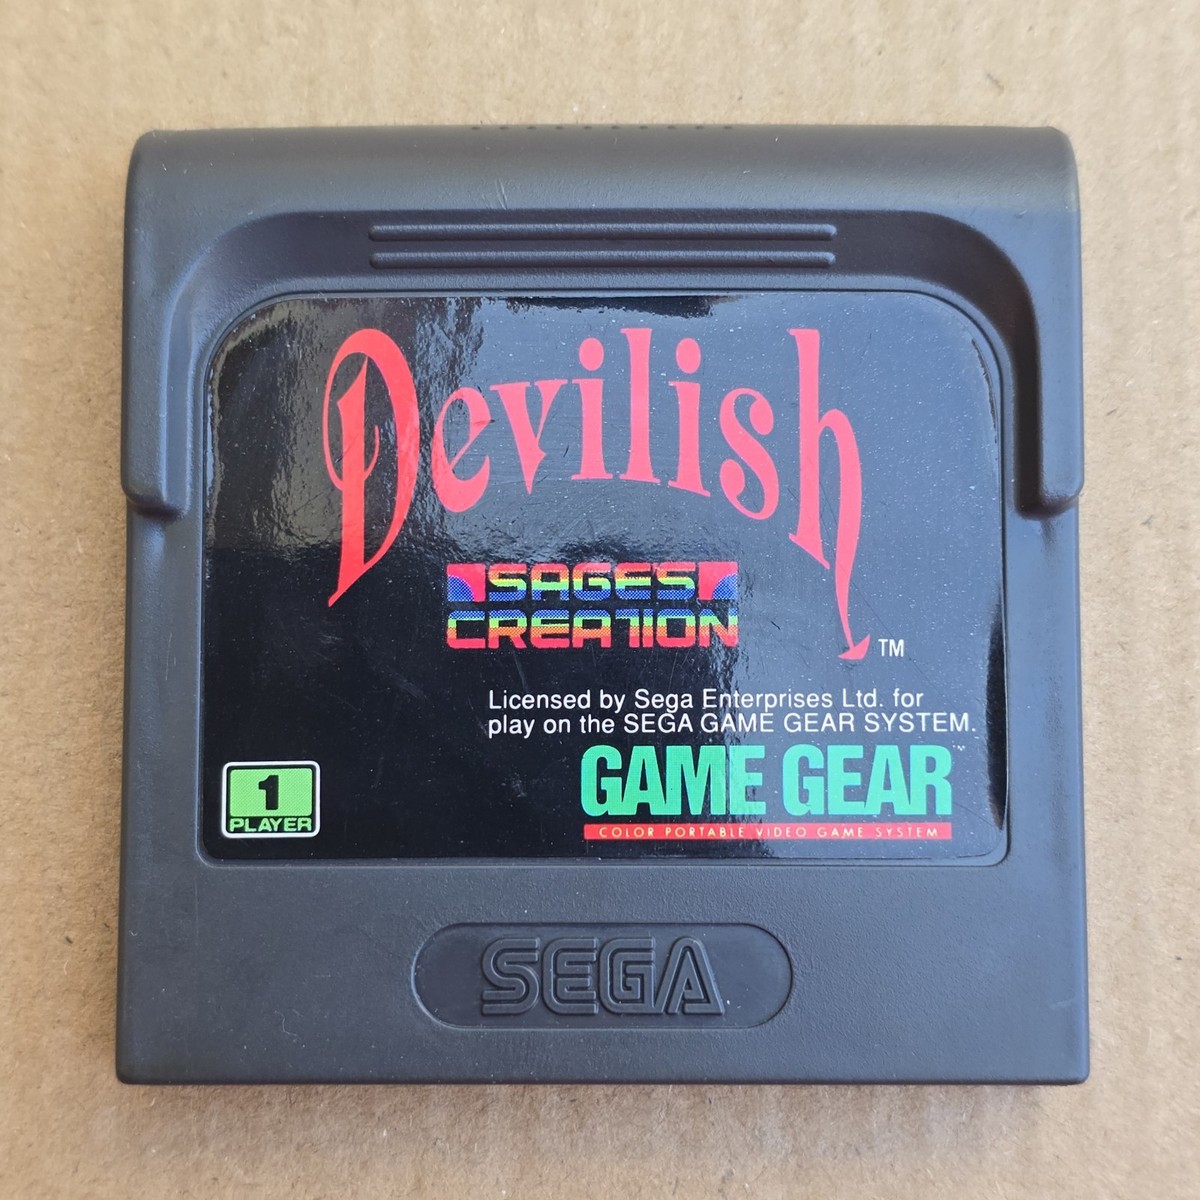 Devilish
SAGES
CREATION
TM
Licensed by Sega Enterprises Ltd. for
play on the SEGA GAME GEAR SYSTEM.
1
PLAYER
GAME GEAR™
COLOR PORTABLE VIDEO GAME SYSTEM
SEGA